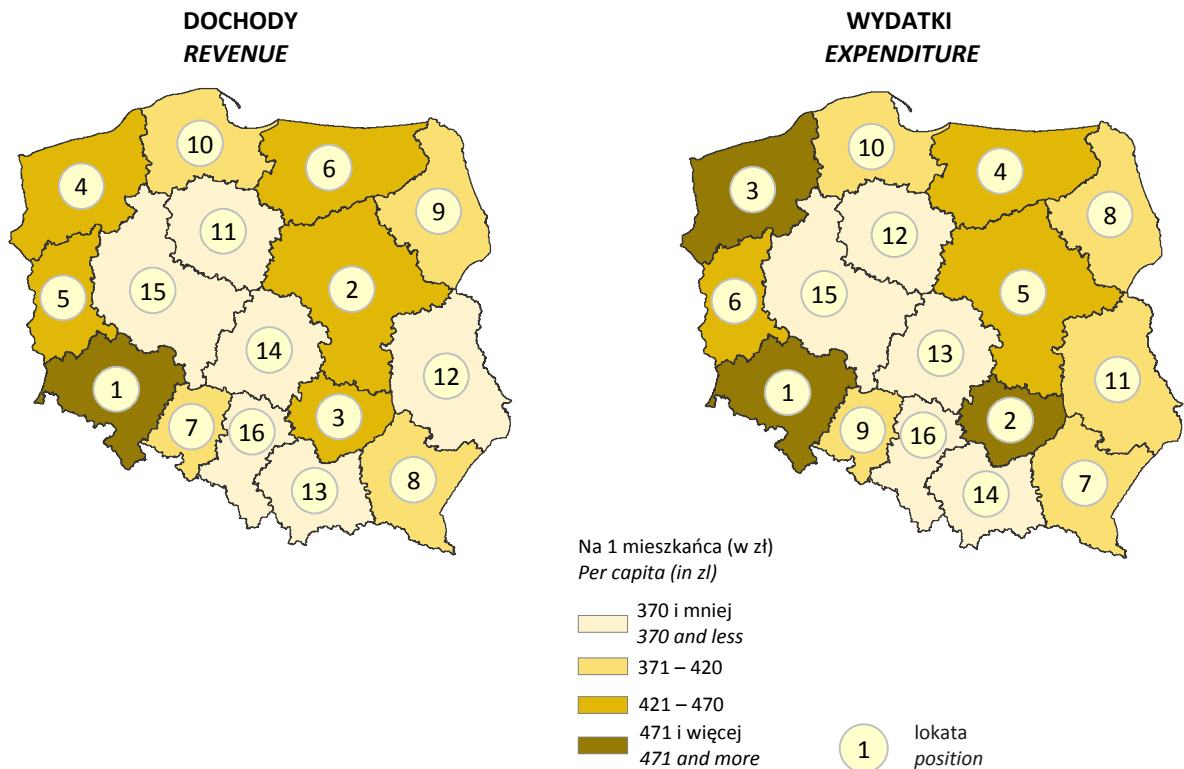 DOCHODY
REVENUE
10
6
4
9
11
5
15
2
14
12
1
3
7
16
8
13
WYDATKI
EXPENDITURE
10
4
3
8
12
6
15
5
13
11
1
2
9
16
7
14
Na 1 mieszkańca (w zł)
Per capita (in zl)
370 i mniej
370 and less
371 – 420
421 – 470
471 i więcej
471 and more
1
lokata
position